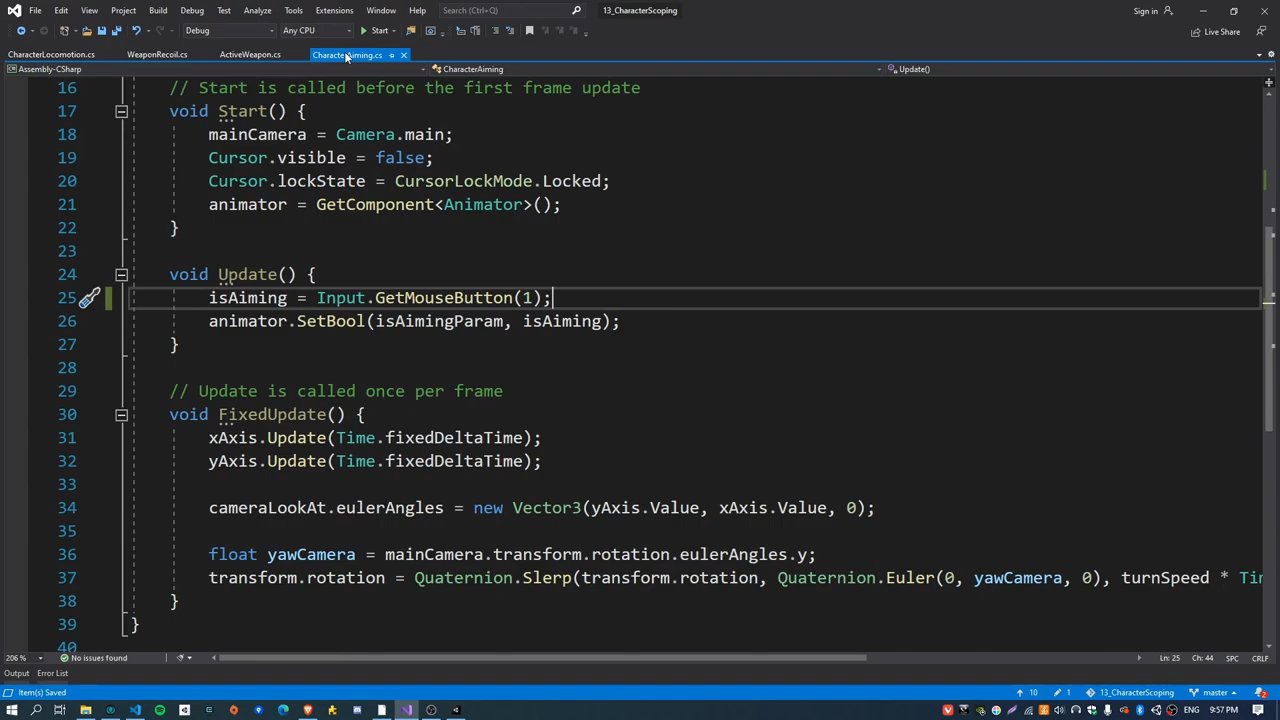 File Edit View Git Project Build Debug Test Analyze Tools Extensions Window Help Search (Ctrl+Q) 13_CharacterScoping Sign in
Debug Any CPU Start Live Share
CharacterLocomotion.cs WeaponRecoil.cs ActiveWeapon.cs CharacterAiming.cs
Assembly-CSharp CharacterAiming Update()
16 // Start is called before the first frame update
17 void Start() {
18 mainCamera = Camera.main;
19 Cursor.visible = false;
20 Cursor.lockState = CursorLockMode.Locked;
21 animator = GetComponent<Animator>();
22 }
23
24 void Update() {
25 isAiming = Input.GetMouseButton(1);
26 animator.SetBool(isAimingParam, isAiming);
27 }
28
29 // Update is called once per frame
30 void FixedUpdate() {
31 xAxis.Update(Time.fixedDeltaTime);
32 yAxis.Update(Time.fixedDeltaTime);
33
34 cameraLookAt.eulerAngles = new Vector3(yAxis.Value, xAxis.Value, 0);
35
36 float yawCamera = mainCamera.transform.rotation.eulerAngles.y;
37 transform.rotation = Quaternion.Slerp(transform.rotation, Quaternion.Euler(0, yawCamera, 0), turnSpeed * Ti
38 }
39 }
40
206 % No issues found Ln: 25 Ch: 44 SPC CRLF
Output Error List
Item(s) Saved 10 1 13_CharacterScoping master 2
ENG 9:57 PM